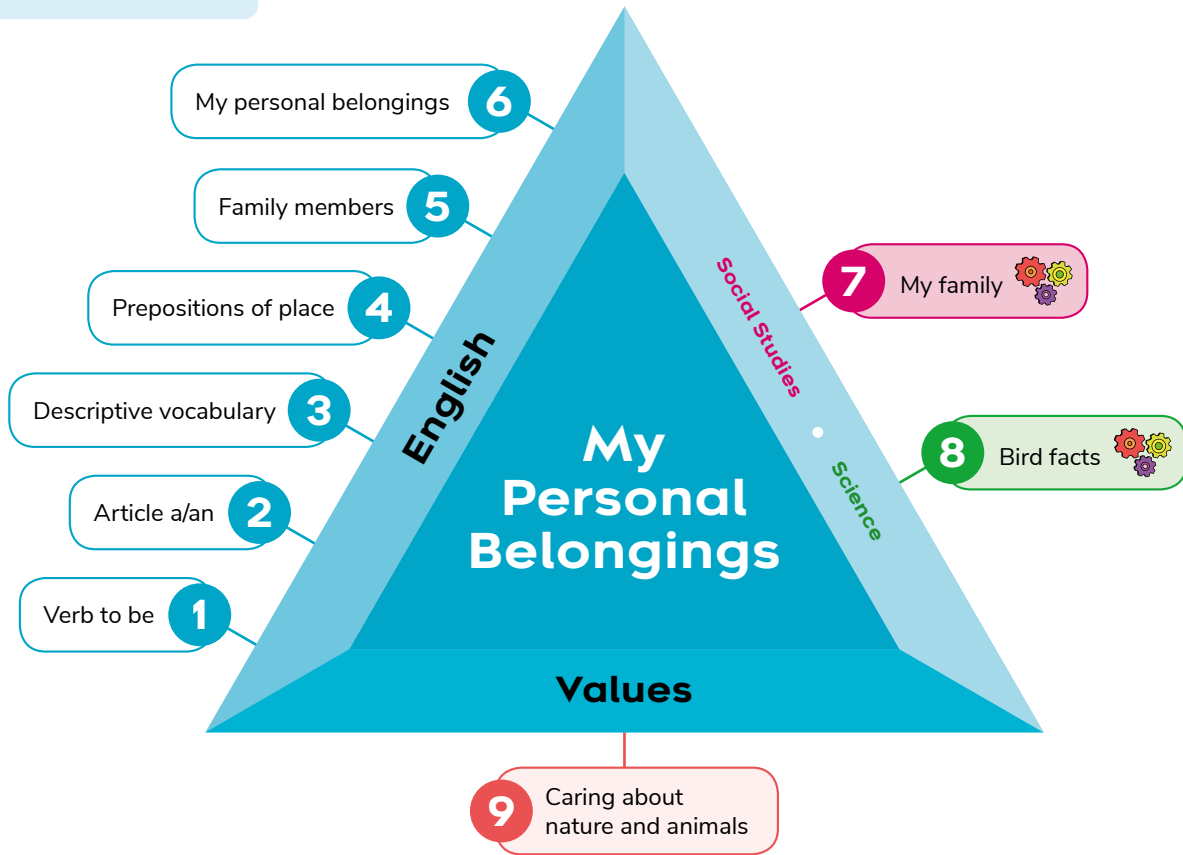 6
My personal belongings
5
Family members
4
Prepositions of place
3
Descriptive vocabulary
2
Article a/an
1
Verb to be
English
My
Personal
Belongings
Social Studies
Science
7
My family
8
Bird facts
Values
9
Caring about
nature and animals